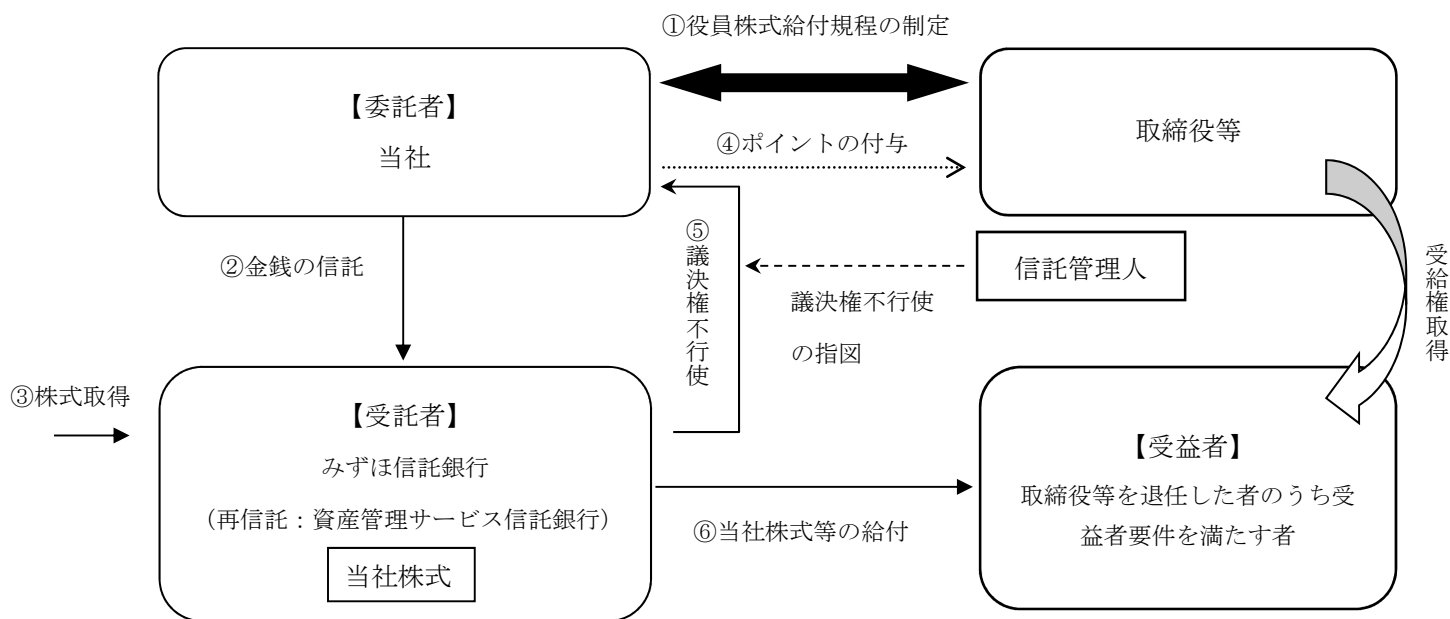 ①役員株式給付規程の制定
【委託者】
当社
取締役等
④ポイントの付与
②金銭の信託
⑤議決権不行使
信託管理人
議決権不行使
の指図
受給権取得
③株式取得
【受託者】
みずほ信託銀行
（再信託：資産管理サービス信託銀行）
当社株式
⑥当社株式等の給付
【受益者】
取締役等を退任した者のうち受
益者要件を満たす者